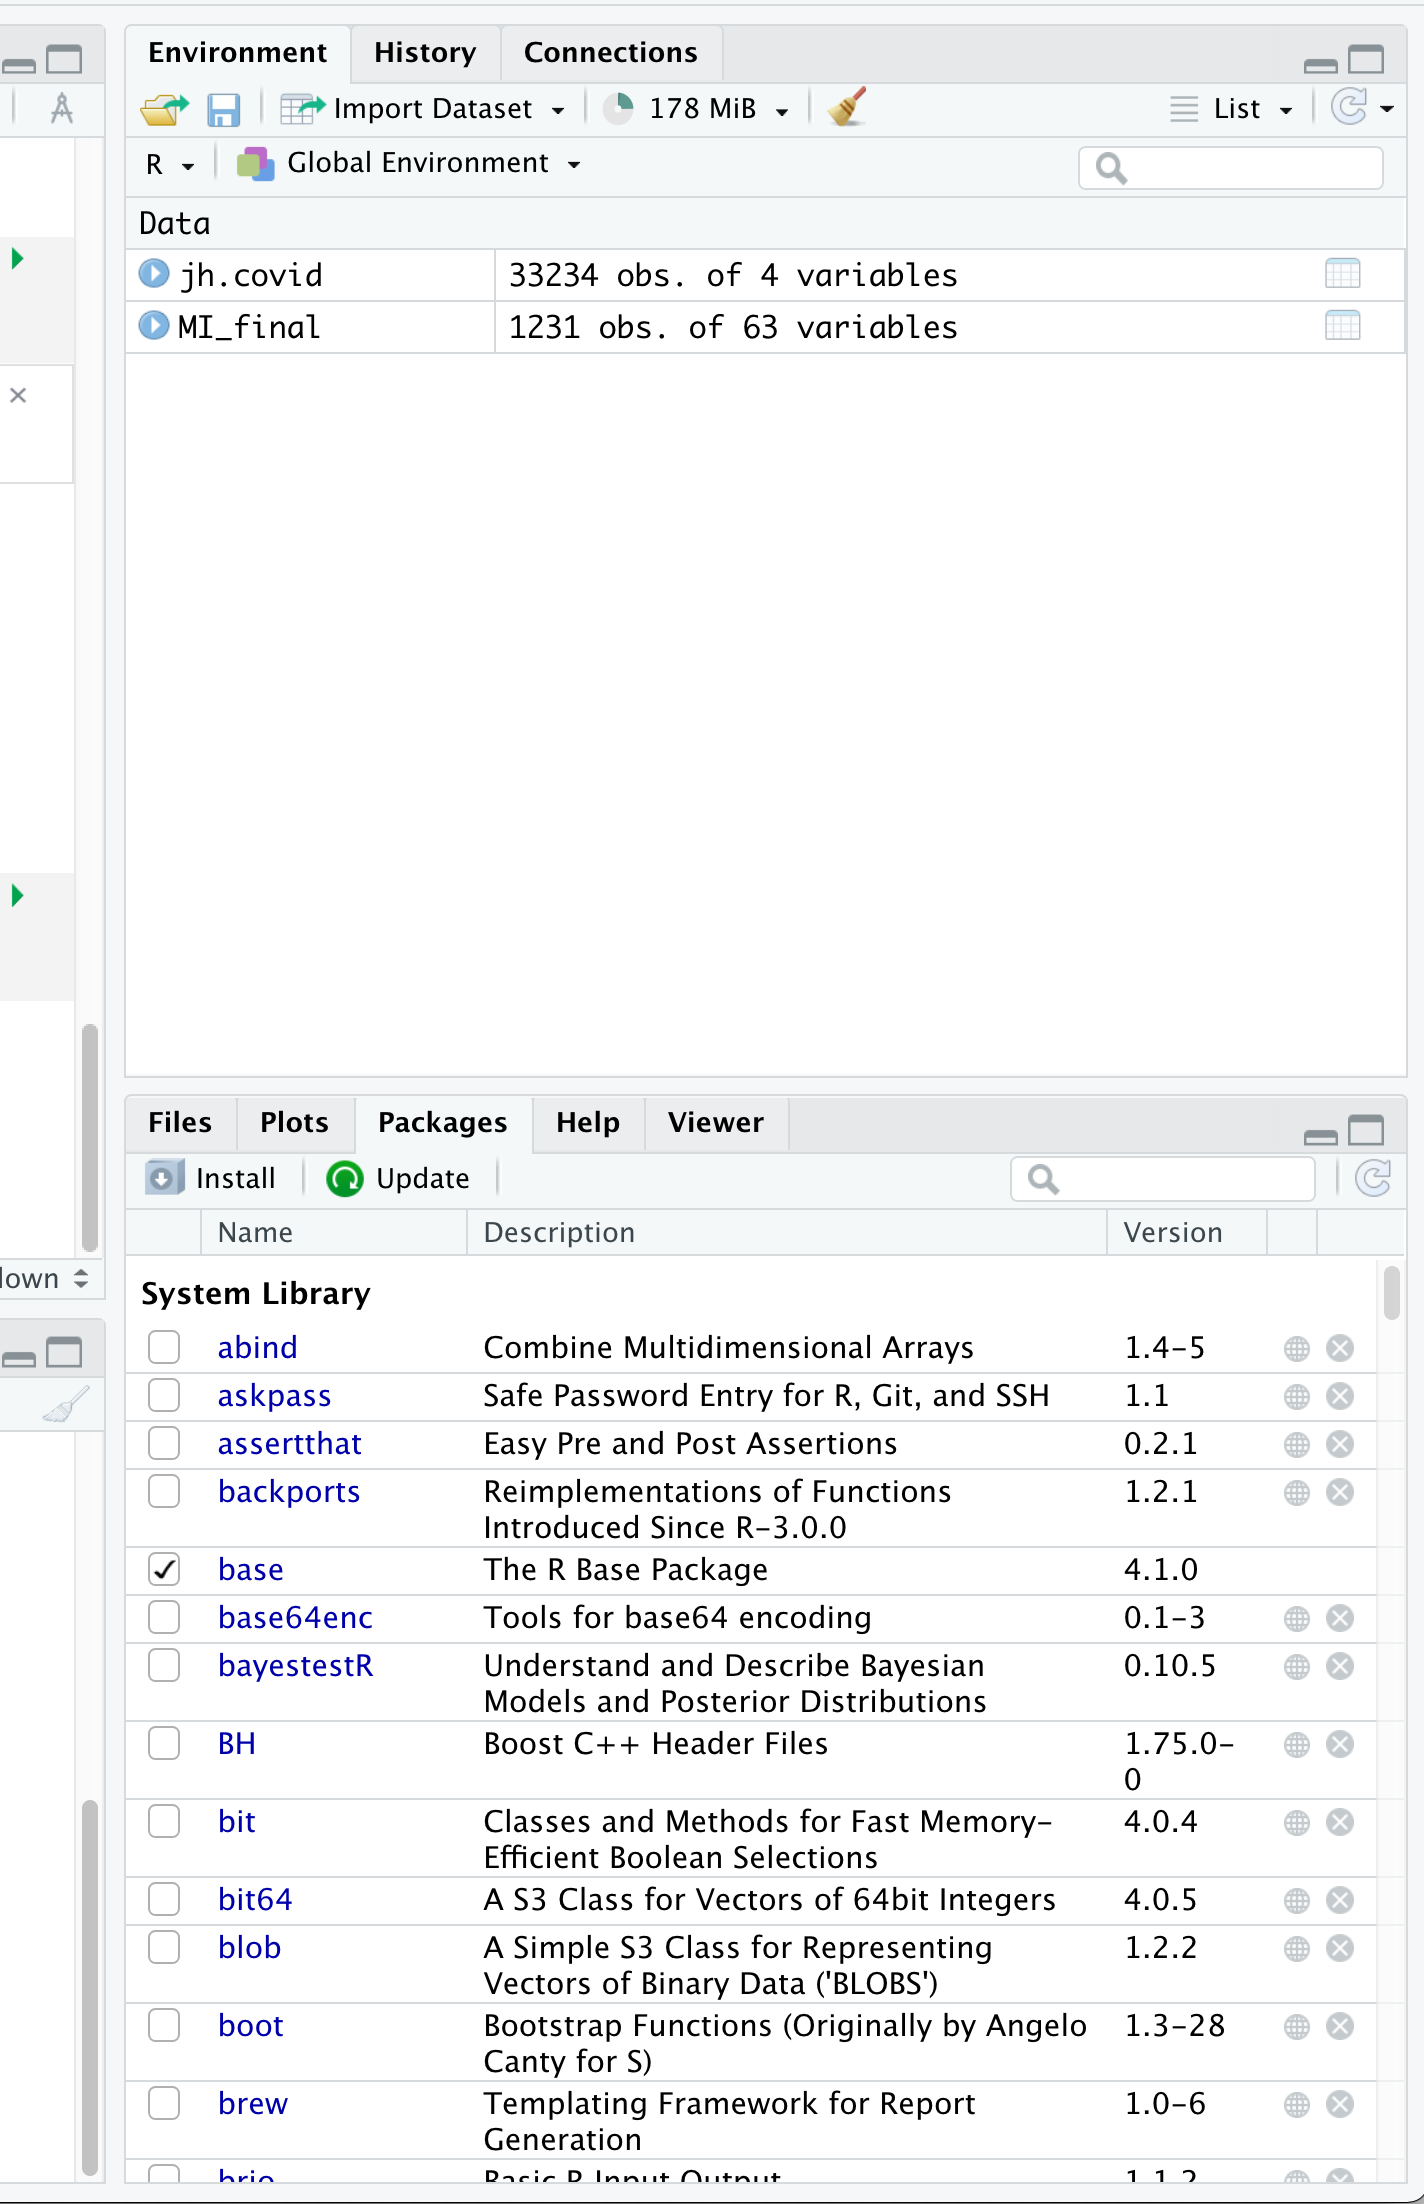 Environment History Connections
Import Dataset 178 MiB List
R Global Environment
Data
jh.covid 33234 obs. of 4 variables
MI_final 1231 obs. of 63 variables
Files Plots Packages Help Viewer
Install Update
Name Description Version
System Library
abind Combine Multidimensional Arrays 1.4-5
askpass Safe Password Entry for R, Git, and SSH 1.1
assertthat Easy Pre and Post Assertions 0.2.1
backports Reimplementations of Functions 1.2.1
Introduced Since R-3.0.0
base The R Base Package 4.1.0
base64enc Tools for base64 encoding 0.1-3
bayestestR Understand and Describe Bayesian 0.10.5
Models and Posterior Distributions
BH Boost C++ Header Files 1.75.0-
0
bit Classes and Methods for Fast Memory- 4.0.4
Efficient Boolean Selections
bit64 A S3 Class for Vectors of 64bit Integers 4.0.5
blob A Simple S3 Class for Representing 1.2.2
Vectors of Binary Data ('BLOBS')
boot Bootstrap Functions (Originally by Angelo 1.3-28
Canty for S)
brew Templating Framework for Report 1.0-6
Generation
brio Basic R Input Output 1.1.2